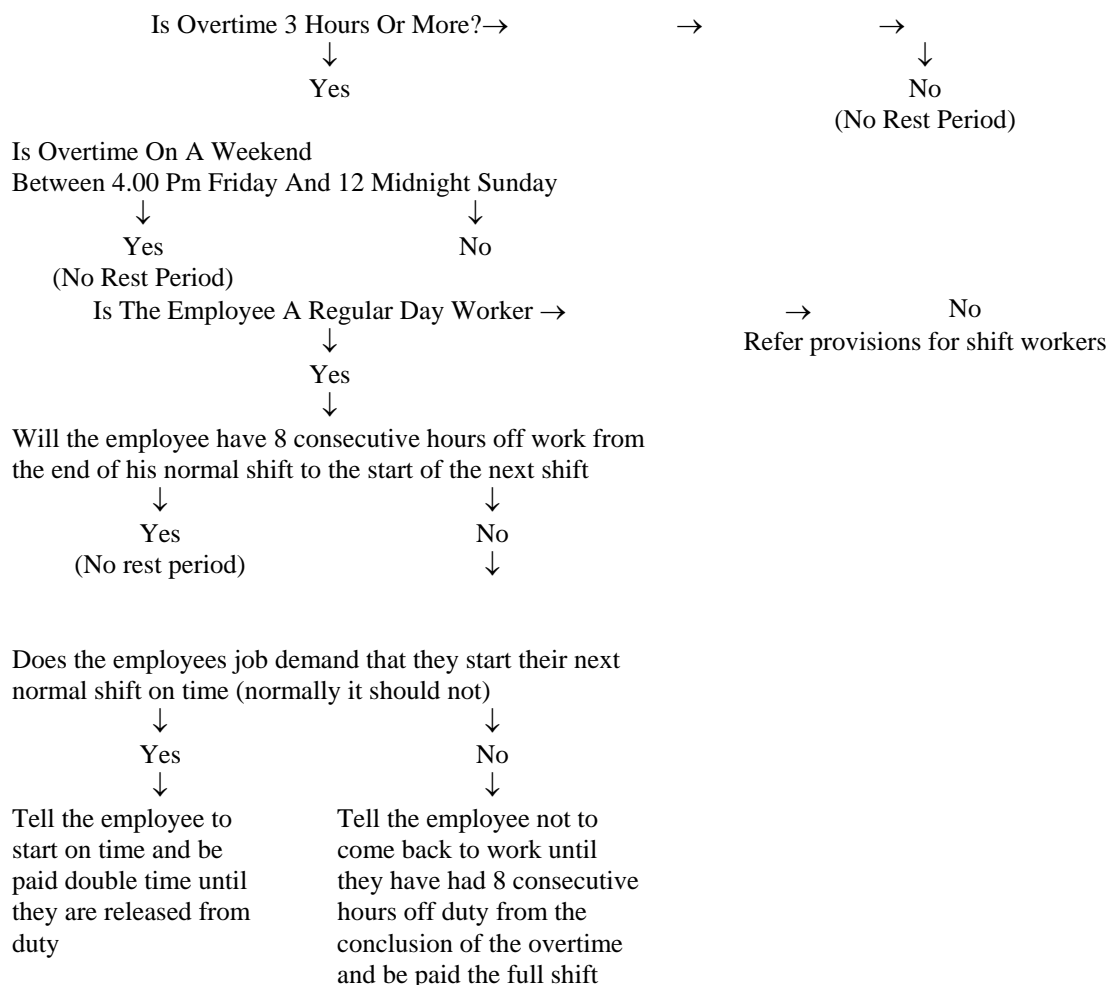 Is Overtime 3 Hours Or More?→ → →
↓ ↓
Yes No
(No Rest Period)
Is Overtime On A Weekend
Between 4.00 Pm Friday And 12 Midnight Sunday
↓ ↓
Yes No
(No Rest Period)
Is The Employee A Regular Day Worker → → No
↓ Refer provisions for shift workers
Yes
↓
Will the employee have 8 consecutive hours off work from
the end of his normal shift to the start of the next shift
↓ ↓
Yes No
(No rest period) ↓
Does the employees job demand that they start their next
normal shift on time (normally it should not)
↓ ↓
Yes No
↓ ↓
Tell the employee to Tell the employee not to
start on time and be come back to work until
paid double time until they have had 8 consecutive
they are released from hours off duty from the
duty conclusion of the overtime
and be paid the full shift